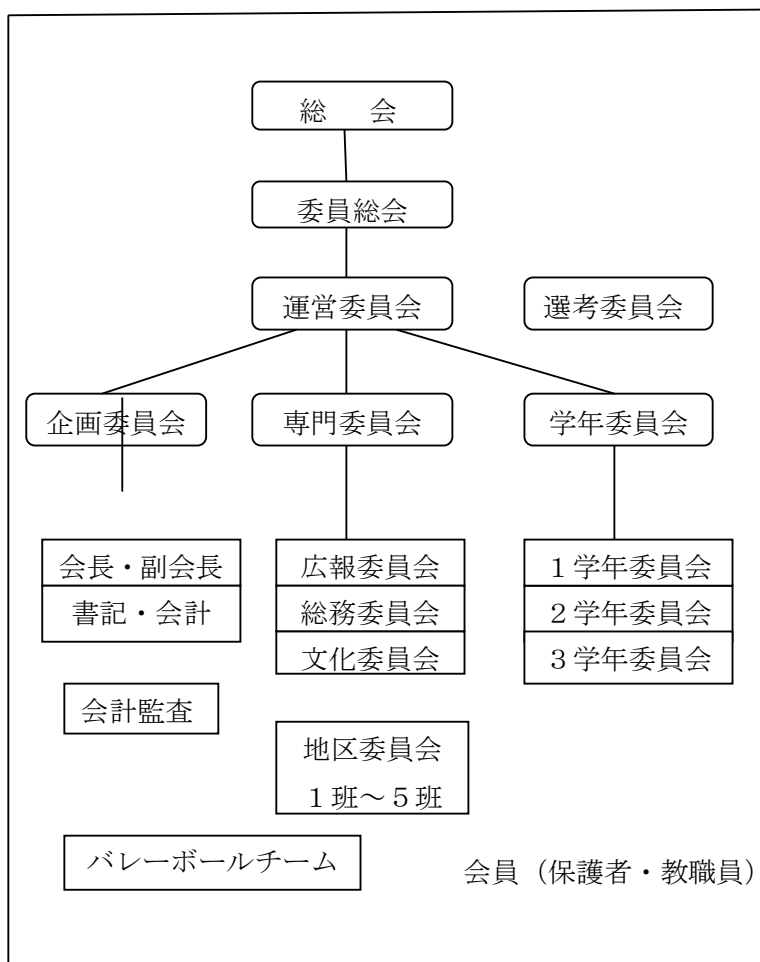 総　会
委員総会
運営委員会
選考委員会
企画委員会
専門委員会
学年委員会
会長・副会長
書記・会計
広報委員会
総務委員会
文化委員会
１学年委員会
２学年委員会
３学年委員会
会計監査
地区委員会
１班～５班
バレーボールチーム
会員（保護者・教職員）